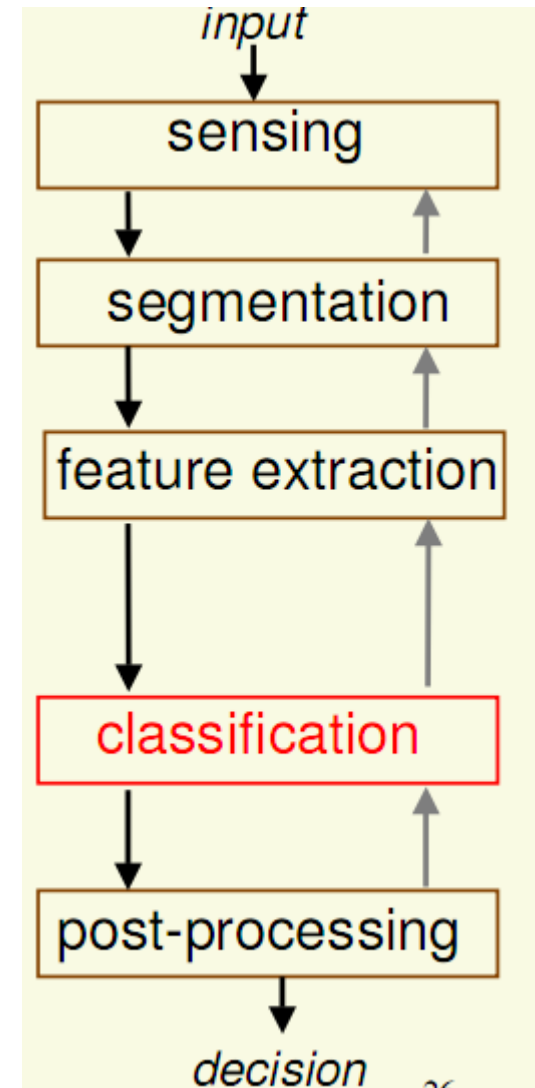 input
sensing
segmentation
feature extraction
classification
post-processing
decision